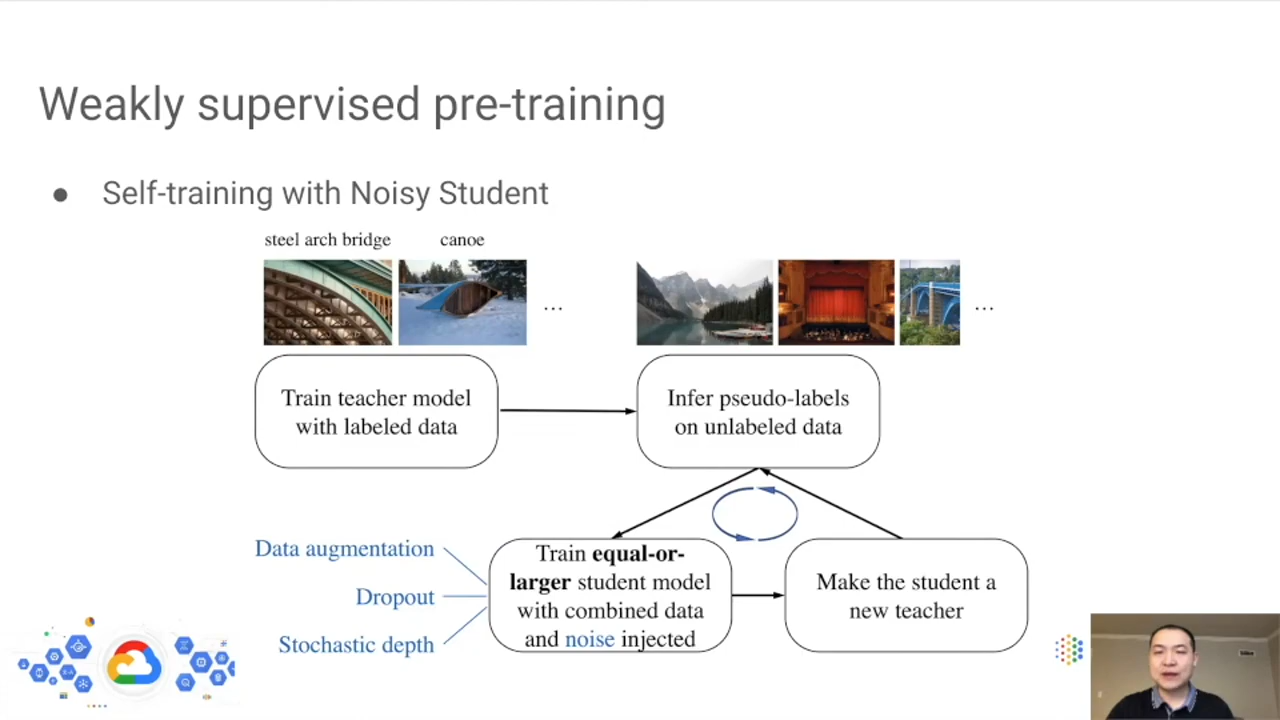 Weakly supervised pre-training
● Self-training with Noisy Student
steel arch bridge
canoe
...
...
Train teacher model
with labeled data
Infer pseudo-labels
on unlabeled data
Data augmentation
Dropout
Stochastic depth
Train equal-or-
larger student model
with combined data
and noise injected
Make the student a
new teacher